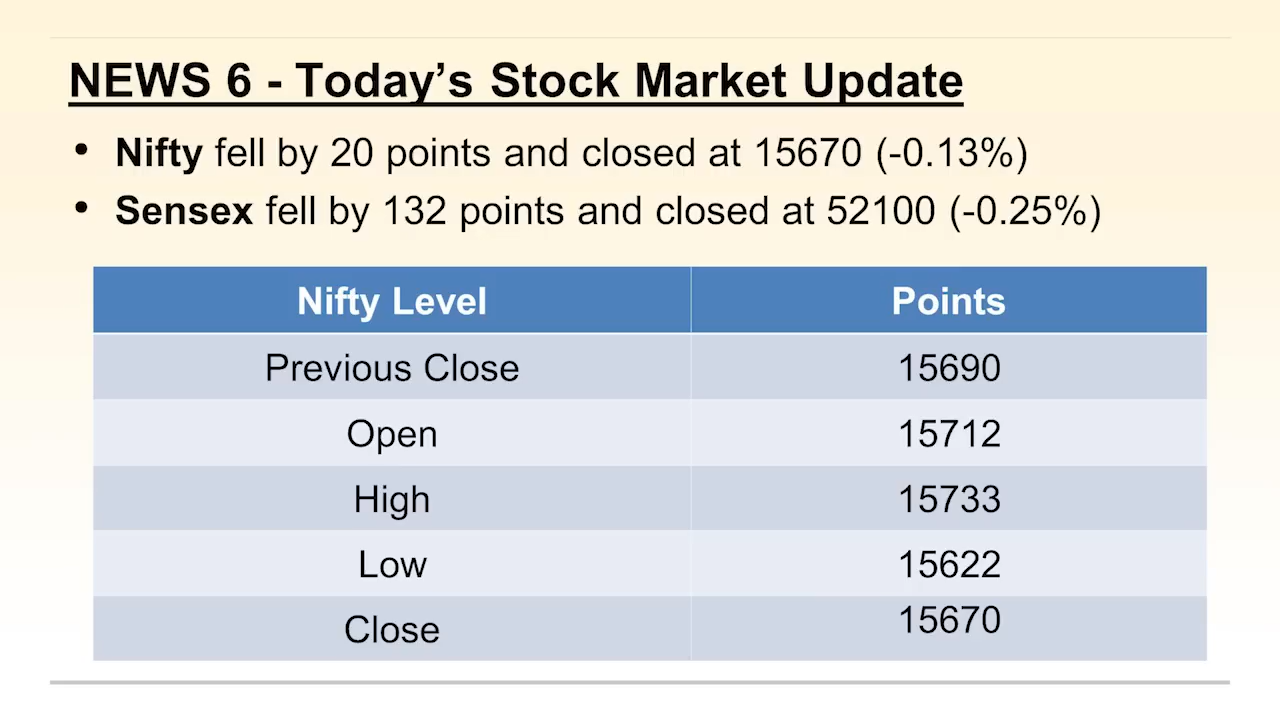 NEWS 6 - Today’s Stock Market Update
• Nifty fell by 20 points and closed at 15670 (-0.13%)
• Sensex fell by 132 points and closed at 52100 (-0.25%)
Nifty Level Points
Previous Close 15690
Open 15712
High 15733
Low 15622
Close 15670